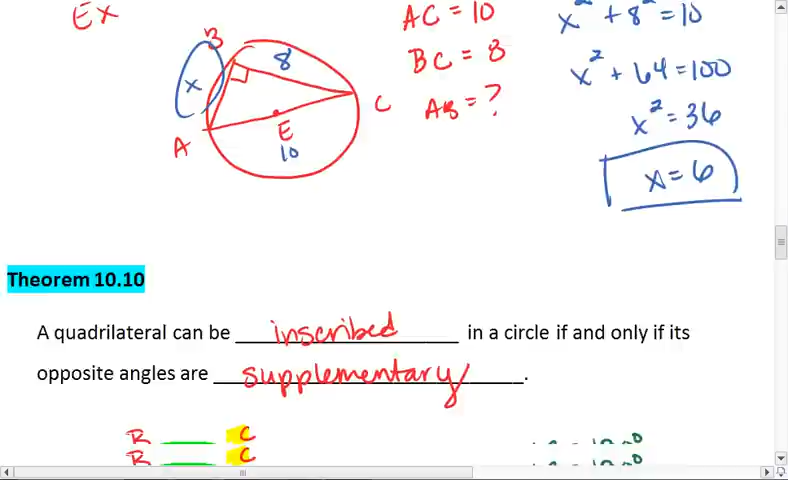 Ex
AC = 10
x² + 8² = 10
B
8
BC = 8
x
x² + 64 = 100
C
AB = ?
E
x² = 36
A
10
x = 6
Theorem 10.10
A quadrilateral can be inscribed in a circle if and only if its
opposite angles are supplementary.
C
C